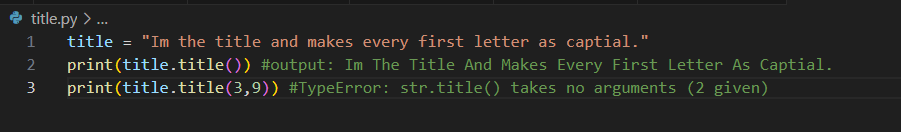 title.py > ...
1 title = "Im the title and makes every first letter as captial."
2 print(title.title()) #output: Im The Title And Makes Every First Letter As Captial.
3 print(title.title(3,9)) #TypeError: str.title() takes no arguments (2 given)